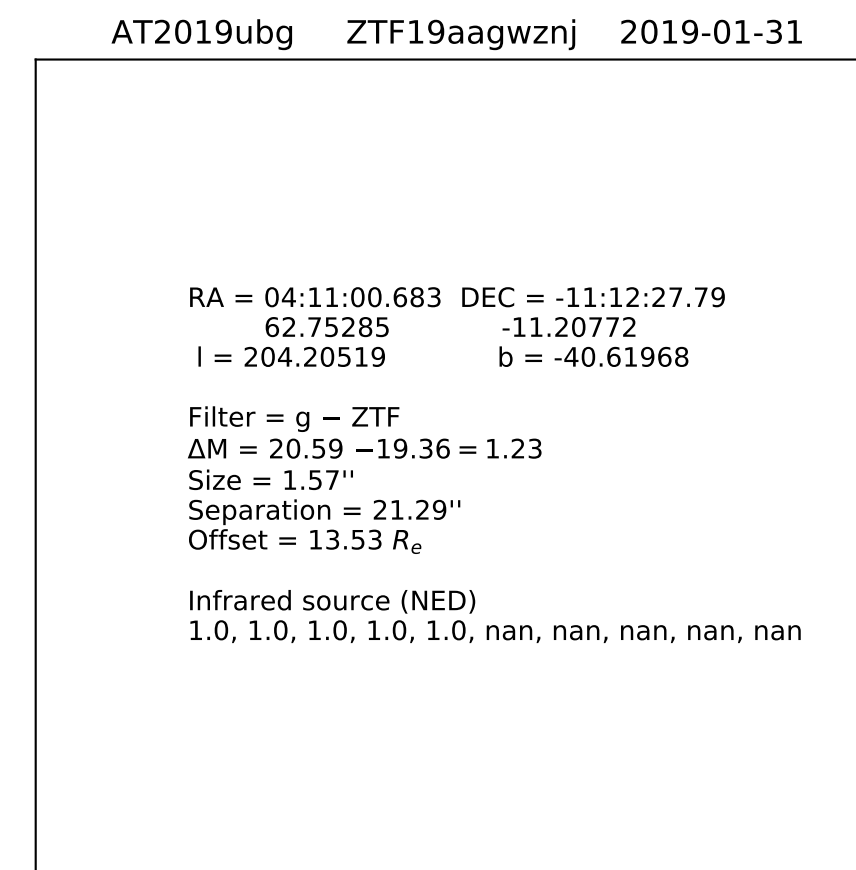 AT2019ubg ZTF19aagwznj 2019-01-31
RA = 04:11:00.683 DEC = -11:12:27.79
62.75285 -11.20772
l = 204.20519 b = -40.61968
Filter = g − ZTF
ΔM = 20.59 −19.36 = 1.23
Size = 1.57''
Separation = 21.29''
Offset = 13.53 Rₑ
Infrared source (NED)
1.0, 1.0, 1.0, 1.0, 1.0, nan, nan, nan, nan, nan